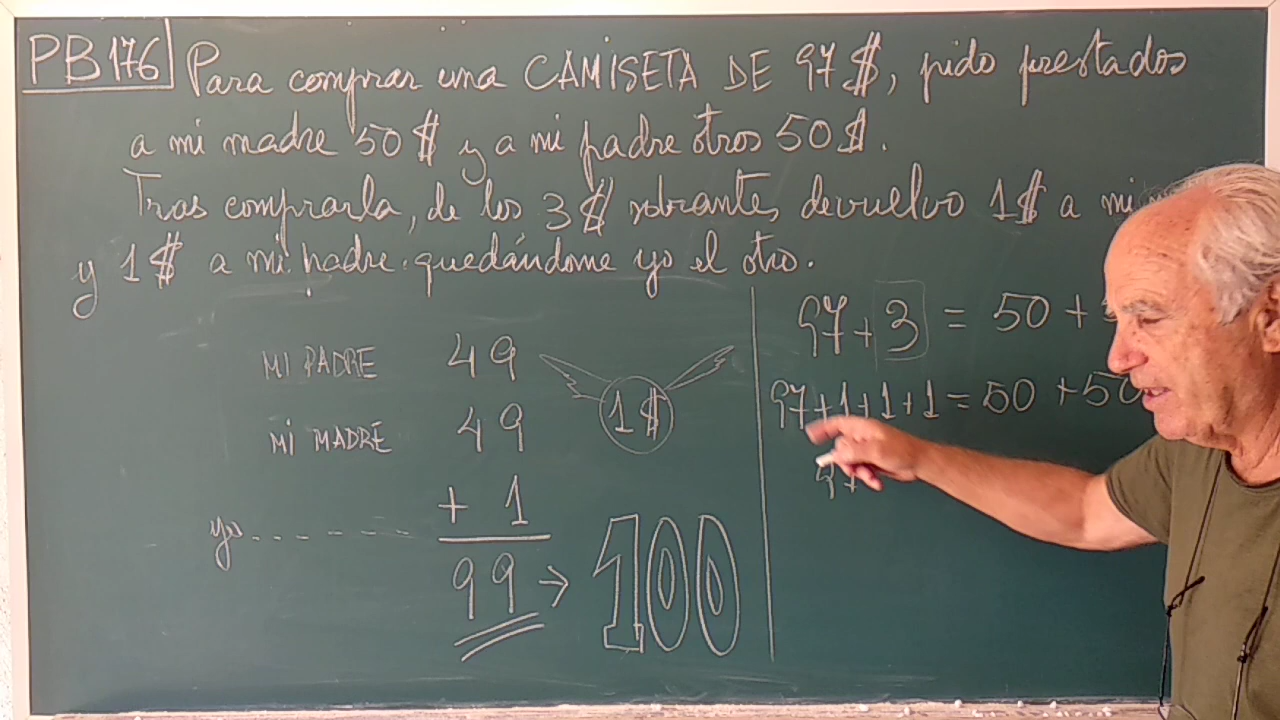 PB176 Para comprar una CAMISETA DE 97$, pido prestados
a mi madre 50$ y a mi padre otros 50$.
Tras comprarla, de los 3$ sobrantes, devuelvo 1$ a mi
y 1$ a mi padre quedándome yo el otro.
MI PADRE 49
MI MADRE 49
1$
yo........ + 1
99 → 100
97 + 3 = 50 +
97+1+1+1 = 50 + 50
9+